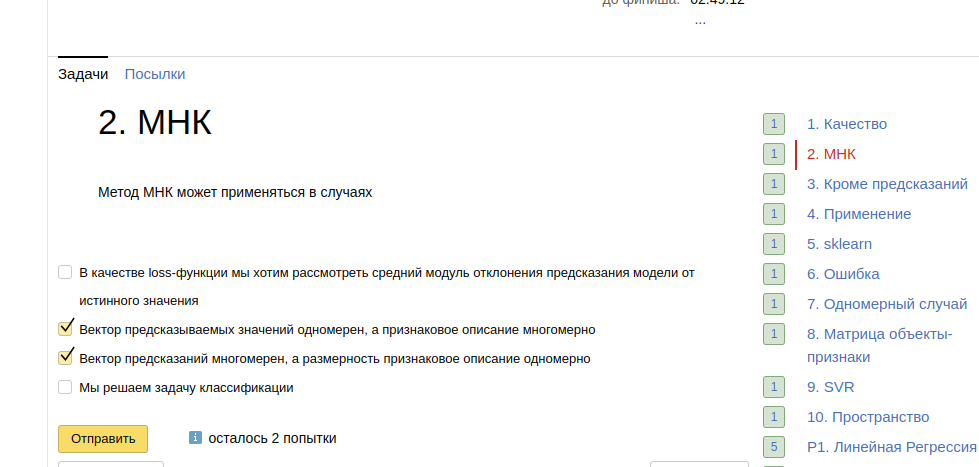 до финиша: 02:49:12
...
Задачи Посылки
2. МНК
Метод МНК может применяться в случаях
В качестве loss-функции мы хотим рассмотреть средний модуль отклонения предсказания модели от
истинного значения
Вектор предсказываемых значений одномерен, а признаковое описание многомерно
Вектор предсказаний многомерен, а размерность признаковое описание одномерно
Мы решаем задачу классификации
Отправить
i осталось 2 попытки
1 1. Качество
1 2. МНК
1 3. Кроме предсказаний
1 4. Применение
1 5. sklearn
1 6. Ошибка
1 7. Одномерный случай
1 8. Матрица объекты-
признаки
1 9. SVR
1 10. Пространство
5 P1. Линейная Регрессия